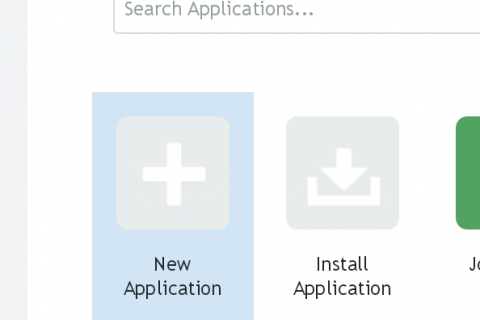 Search Applications...
New
Application
Install
Application